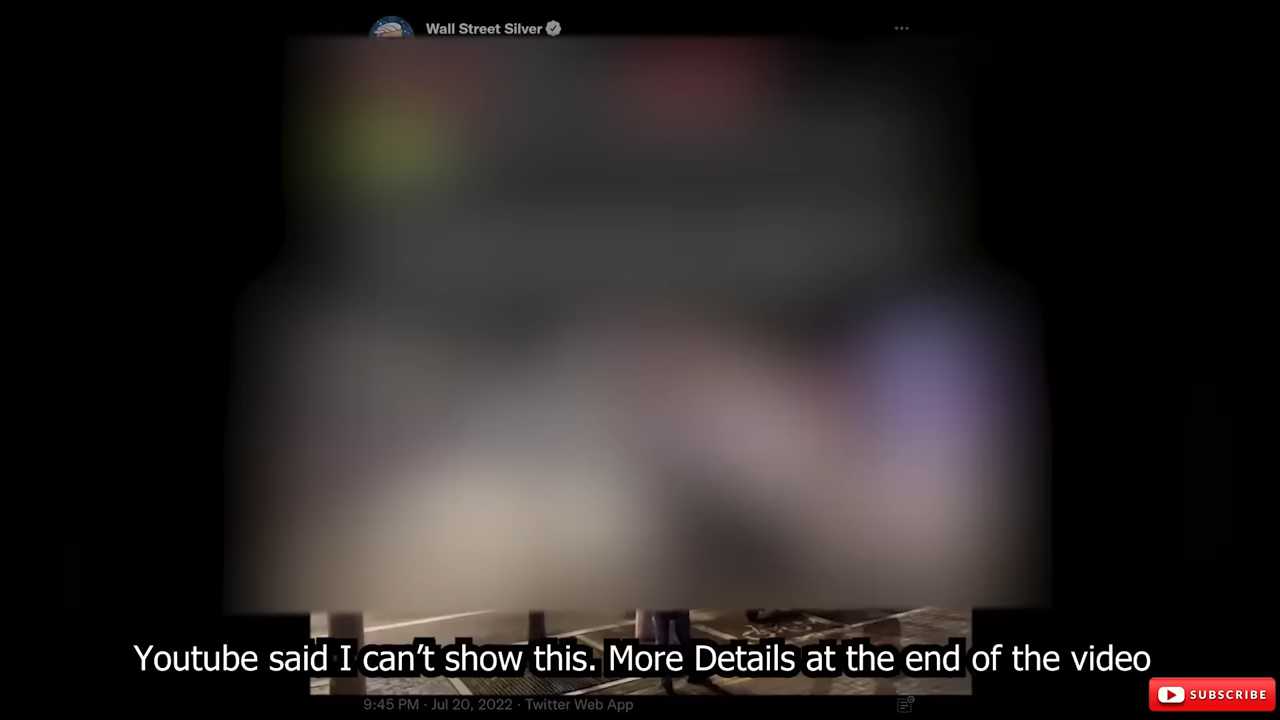 Wall Street Silver
Youtube said I can't show this. More Details at the end of the video
SUBSCRIBE
9:45 PM · Jul 20, 2022 · Twitter Web App